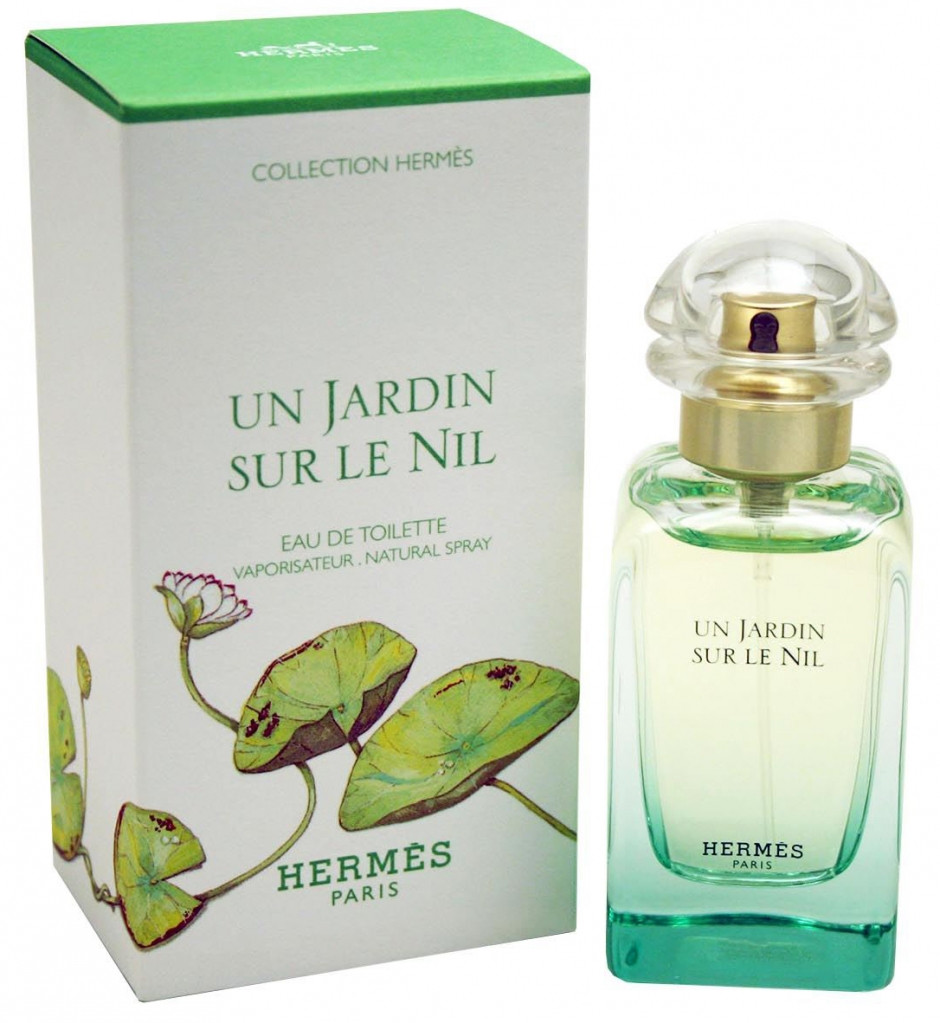 HERMÈS
PARIS
COLLECTION HERMÈS
UN JARDIN
SUR LE NIL
EAU DE TOILETTE
VAPORISATEUR . NATURAL SPRAY
HERMÈS
PARIS
UN JARDIN
SUR LE NIL
HERMÈS
PARIS